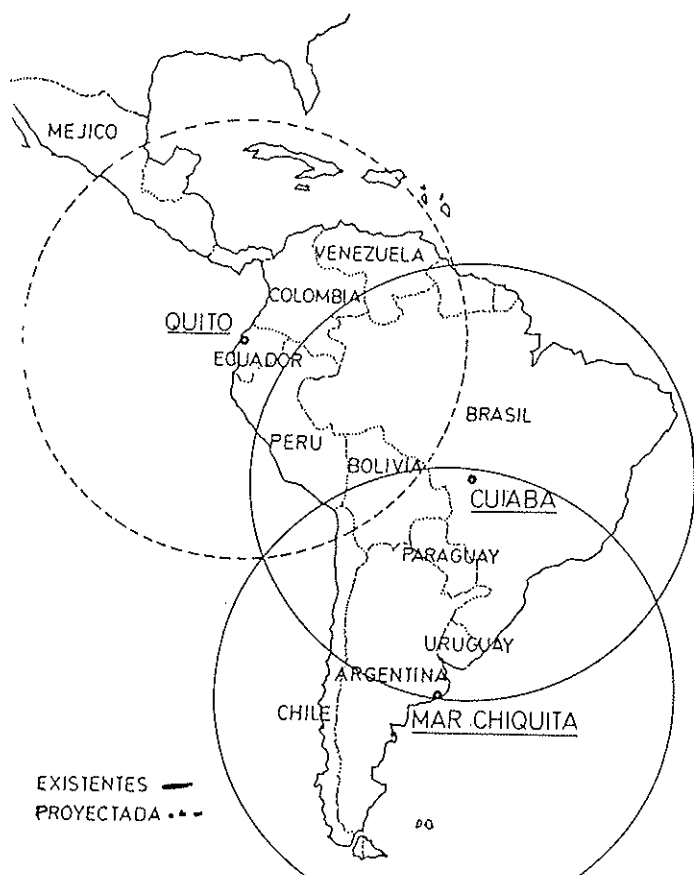 MEJICO
VENEZUELA
COLOMBIA
QUITO
ECUADOR
BRASIL
PERU
BOLIVIA
CUIABA
PARAGUAY
URUGUAY
ARGENTINA
CHILE
MAR CHIQUITA
EXISTENTES
PROYECTADA